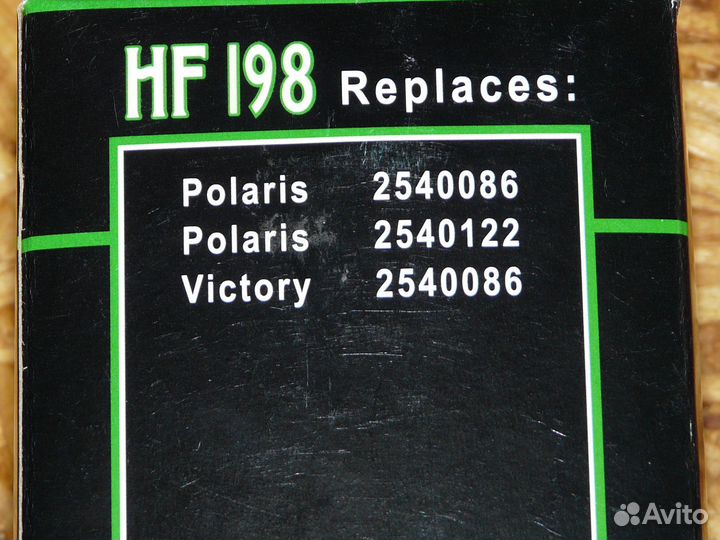 HF 198 Replaces:
Polaris 2540086
Polaris 2540122
Victory 2540086
Avito